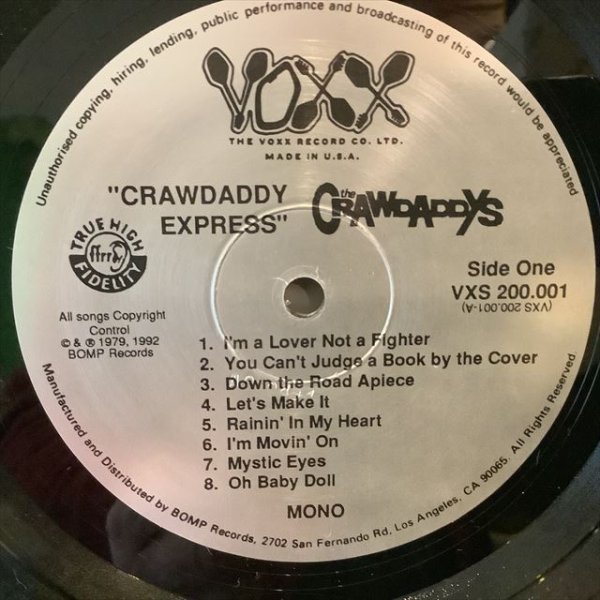 Unauthorised copying, hiring, lending, public performance and broadcasting of this record would be appreciated
VOXX
THE VOXX RECORD CO. LTD.
MADE IN U.S.A.
"CRAWDADDY
EXPRESS"
the CRAWDADDYS
TRUE HIGH
ffrr
FIDELITY
Side One
VXS 200.001
(VXS 200.001-A)
All songs Copyright
Control
© & ℗ 1979, 1992
BOMP Records
1. I'm a Lover Not a Fighter
2. You Can't Judge a Book by the Cover
3. Down the Road Apiece
4. Let's Make It
5. Rainin' In My Heart
6. I'm Movin' On
7. Mystic Eyes
8. Oh Baby Doll
MONO
Manufactured and Distributed by BOMP Records, 2702 San Fernando Rd, Los Angeles, CA 90065. All Rights Reserved.